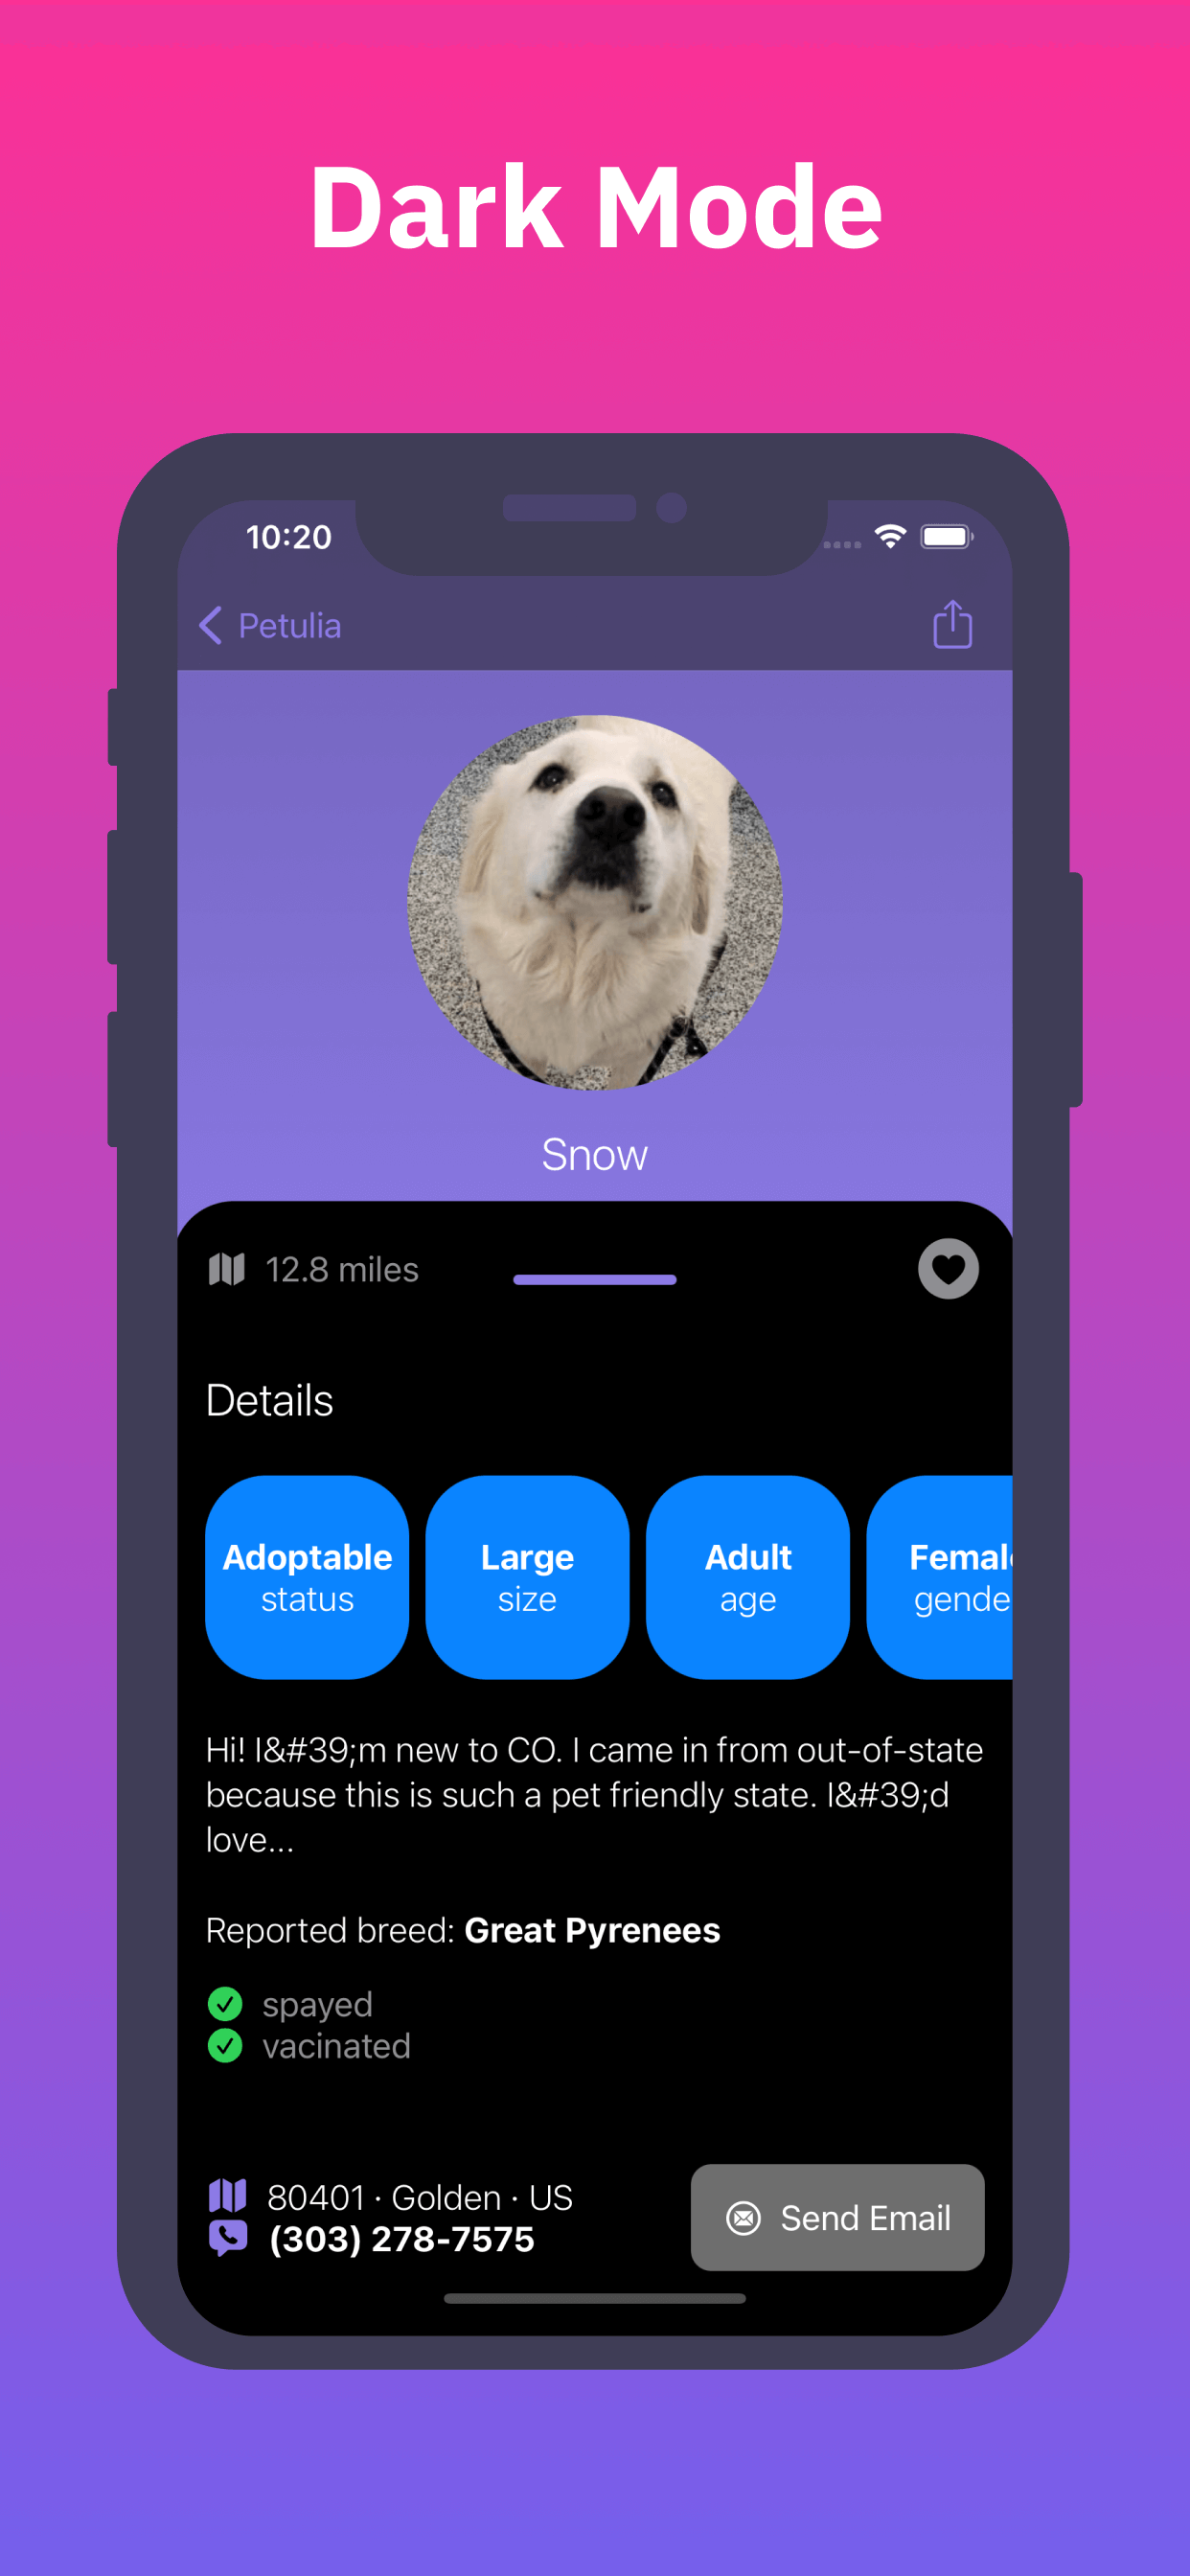 Dark Mode
10:20
Petulia
Snow
12.8 miles
Details
Adoptable
status
Large
size
Adult
age
Femal
gende
Hi! I&#39;m new to CO. I came in from out-of-state
because this is such a pet friendly state. I&#39;d
love...
Reported breed: Great Pyrenees
spayed
vacinated
80401 · Golden · US
(303) 278-7575
Send Email